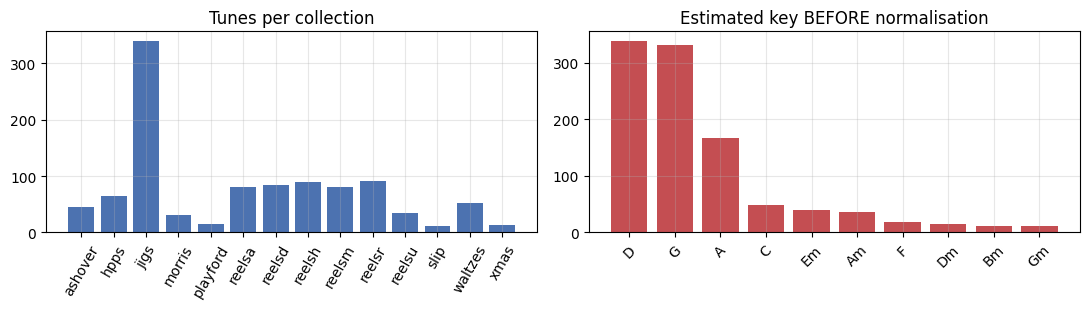 Tunes per collection
300
200
100
0
ashover
hpps
jigs
morris
playford
reelsa
reelsd
reelsh
reelsm
reelsr
reelsu
slip
waltzes
xmas
Estimated key BEFORE normalisation
300
200
100
0
D
G
A
C
Em
Am
F
Dm
Bm
Gm